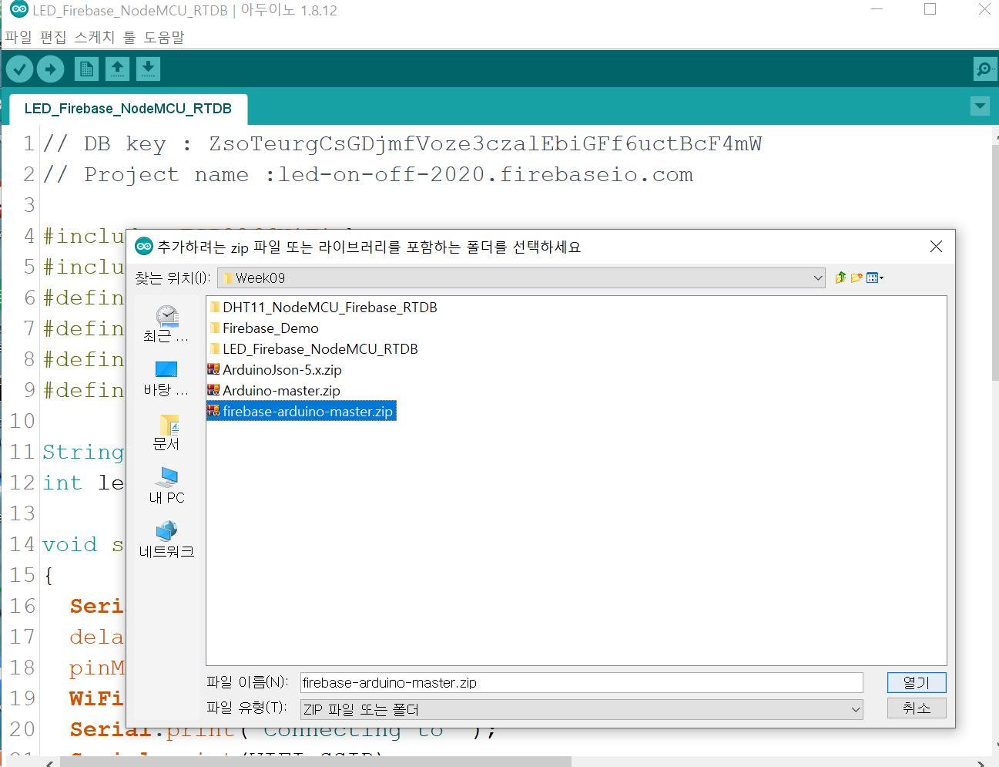 LED_Firebase_NodeMCU_RTDB | 아두이노 1.8.12
파일 편집 스케치 툴 도움말
LED_Firebase_NodeMCU_RTDB
1 // DB key : ZsoTeurgCsGDjmfVoze3czalEbiGFf6uctBcF4mW
2 // Project name :led-on-off-2020.firebaseio.com
3
4 #inclu
5 #inclu
6 #defin
7 #defin
8 #defin
9 #defin
10
11 String
12 int le
13
14 void s
15 {
16 Seri
17 dela
18 pinM
19 WiFi
20 Serial.print("Connecting to ");
추가하려는 zip 파일 또는 라이브러리를 포함하는 폴더를 선택하세요
찾는 위치(I): Week09
최근 ...
바탕 ...
문서
내 PC
네트워크
DHT11_NodeMCU_Firebase_RTDB
Firebase_Demo
LED_Firebase_NodeMCU_RTDB
ArduinoJson-5.x.zip
Arduino-master.zip
firebase-arduino-master.zip
파일 이름(N): firebase-arduino-master.zip 열기
파일 유형(T): ZIP 파일 또는 폴더 취소